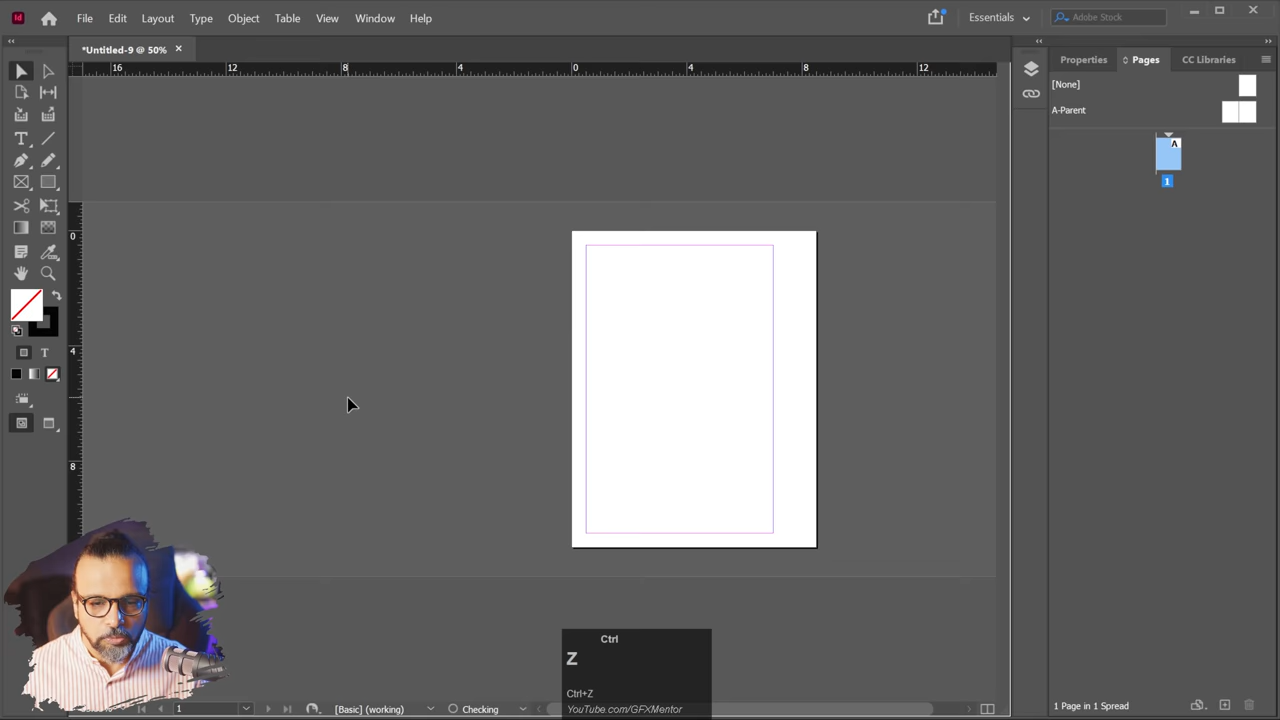 File Edit Layout Type Object Table View Window Help
Essentials
Adobe Stock
*Untitled-9 @ 50% ×
Properties Pages CC Libraries
16 12 8 4 0 4 8 12
[None]
A-Parent
A
1
0
4
8
T
T
Ctrl
Z
Ctrl+Z
YouTube.com/GFXMentor
1
[Basic] (working)
Checking
1 Page in 1 Spread